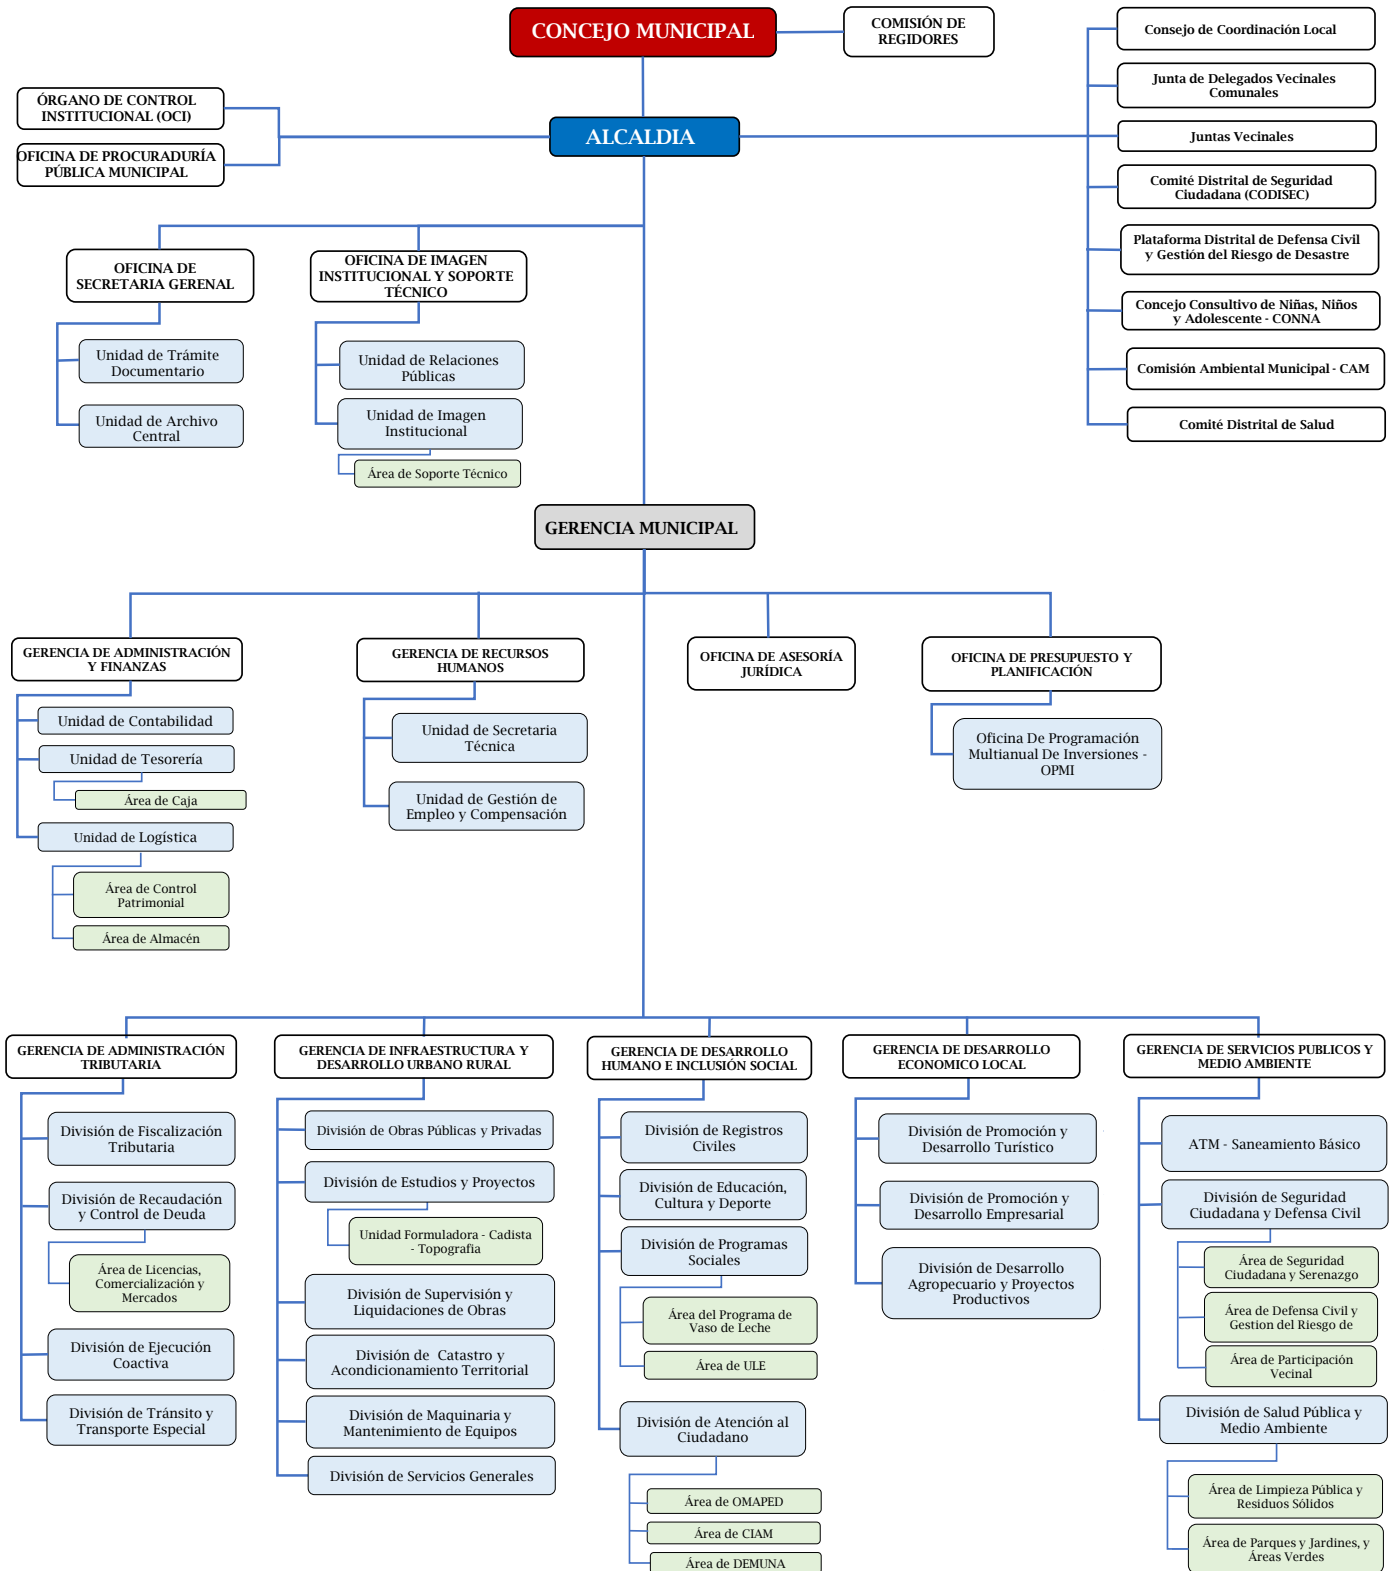 CONCEJO MUNICIPAL
COMISIÓN DE
REGIDORES
Consejo de Coordinación Local
Junta de Delegados Vecinales
Comunales
Juntas Vecinales
Comité Distrital de Seguridad
Ciudadana (CODISEC)
Plataforma Distrital de Defensa Civil
y Gestión del Riesgo de Desastre
Concejo Consultivo de Niñas, Niños
y Adolescente - CONNA
Comisión Ambiental Municipal - CAM
Comité Distrital de Salud
ÓRGANO DE CONTROL
INSTITUCIONAL (OCI)
OFICINA DE PROCURADURÍA
PÚBLICA MUNICIPAL
ALCALDIA
OFICINA DE
SECRETARIA GERENAL
Unidad de Trámite
Documentario
Unidad de Archivo
Central
OFICINA DE IMAGEN
INSTITUCIONAL Y SOPORTE
TÉCNICO
Unidad de Relaciones
Públicas
Unidad de Imagen
Institucional
Área de Soporte Técnico
GERENCIA MUNICIPAL
GERENCIA DE ADMINISTRACIÓN
Y FINANZAS
Unidad de Contabilidad
Unidad de Tesorería
Área de Caja
Unidad de Logística
Área de Control
Patrimonial
Área de Almacén
GERENCIA DE RECURSOS
HUMANOS
Unidad de Secretaria
Técnica
Unidad de Gestión de
Empleo y Compensación
OFICINA DE ASESORÍA
JURÍDICA
OFICINA DE PRESUPUESTO Y
PLANIFICACIÓN
Oficina De Programación
Multianual De Inversiones -
OPMI
GERENCIA DE ADMINISTRACIÓN
TRIBUTARIA
División de Fiscalización
Tributaria
División de Recaudación
y Control de Deuda
Área de Licencias,
Comercialización y
Mercados
División de Ejecución
Coactiva
División de Tránsito y
Transporte Especial
GERENCIA DE INFRAESTRUCTURA Y
DESARROLLO URBANO RURAL
División de Obras Públicas y Privadas
División de Estudios y Proyectos
Unidad Formuladora - Cadista
- Topografia
División de Supervisión y
Liquidaciones de Obras
División de Catastro y
Acondicionamiento Territorial
División de Maquinaria y
Mantenimiento de Equipos
División de Servicios Generales
GERENCIA DE DESARROLLO
HUMANO E INCLUSIÓN SOCIAL
División de Registros
Civiles
División de Educación,
Cultura y Deporte
División de Programas
Sociales
Área del Programa de
Vaso de Leche
Área de ULE
División de Atención al
Ciudadano
Área de OMAPED
Área de CIAM
Área de DEMUNA
GERENCIA DE DESARROLLO
ECONOMICO LOCAL
División de Promoción y
Desarrollo Turístico
División de Promoción y
Desarrollo Empresarial
División de Desarrollo
Agropecuario y Proyectos
Productivos
GERENCIA DE SERVICIOS PUBLICOS Y
MEDIO AMBIENTE
ATM - Saneamiento Básico
División de Seguridad
Ciudadana y Defensa Civil
Área de Seguridad
Ciudadana y Serenazgo
Área de Defensa Civil y
Gestion del Riesgo de
Área de Participación
Vecinal
División de Salud Pública y
Medio Ambiente
Área de Limpieza Pública y
Residuos Sólidos
Área de Parques y Jardines, y
Áreas Verdes